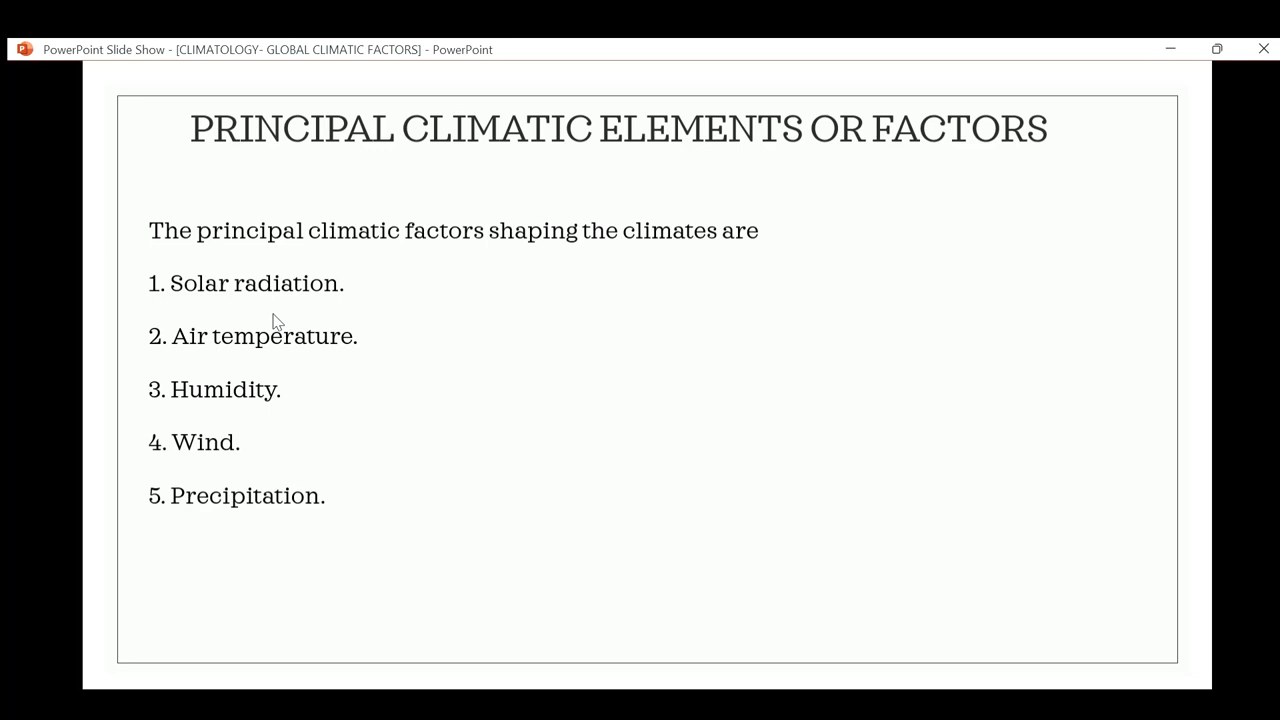 PowerPoint Slide Show - [CLIMATOLOGY- GLOBAL CLIMATIC FACTORS] - PowerPoint
PRINCIPAL CLIMATIC ELEMENTS OR FACTORS
The principal climatic factors shaping the climates are
1. Solar radiation.
2. Air temperature.
3. Humidity.
4. Wind.
5. Precipitation.